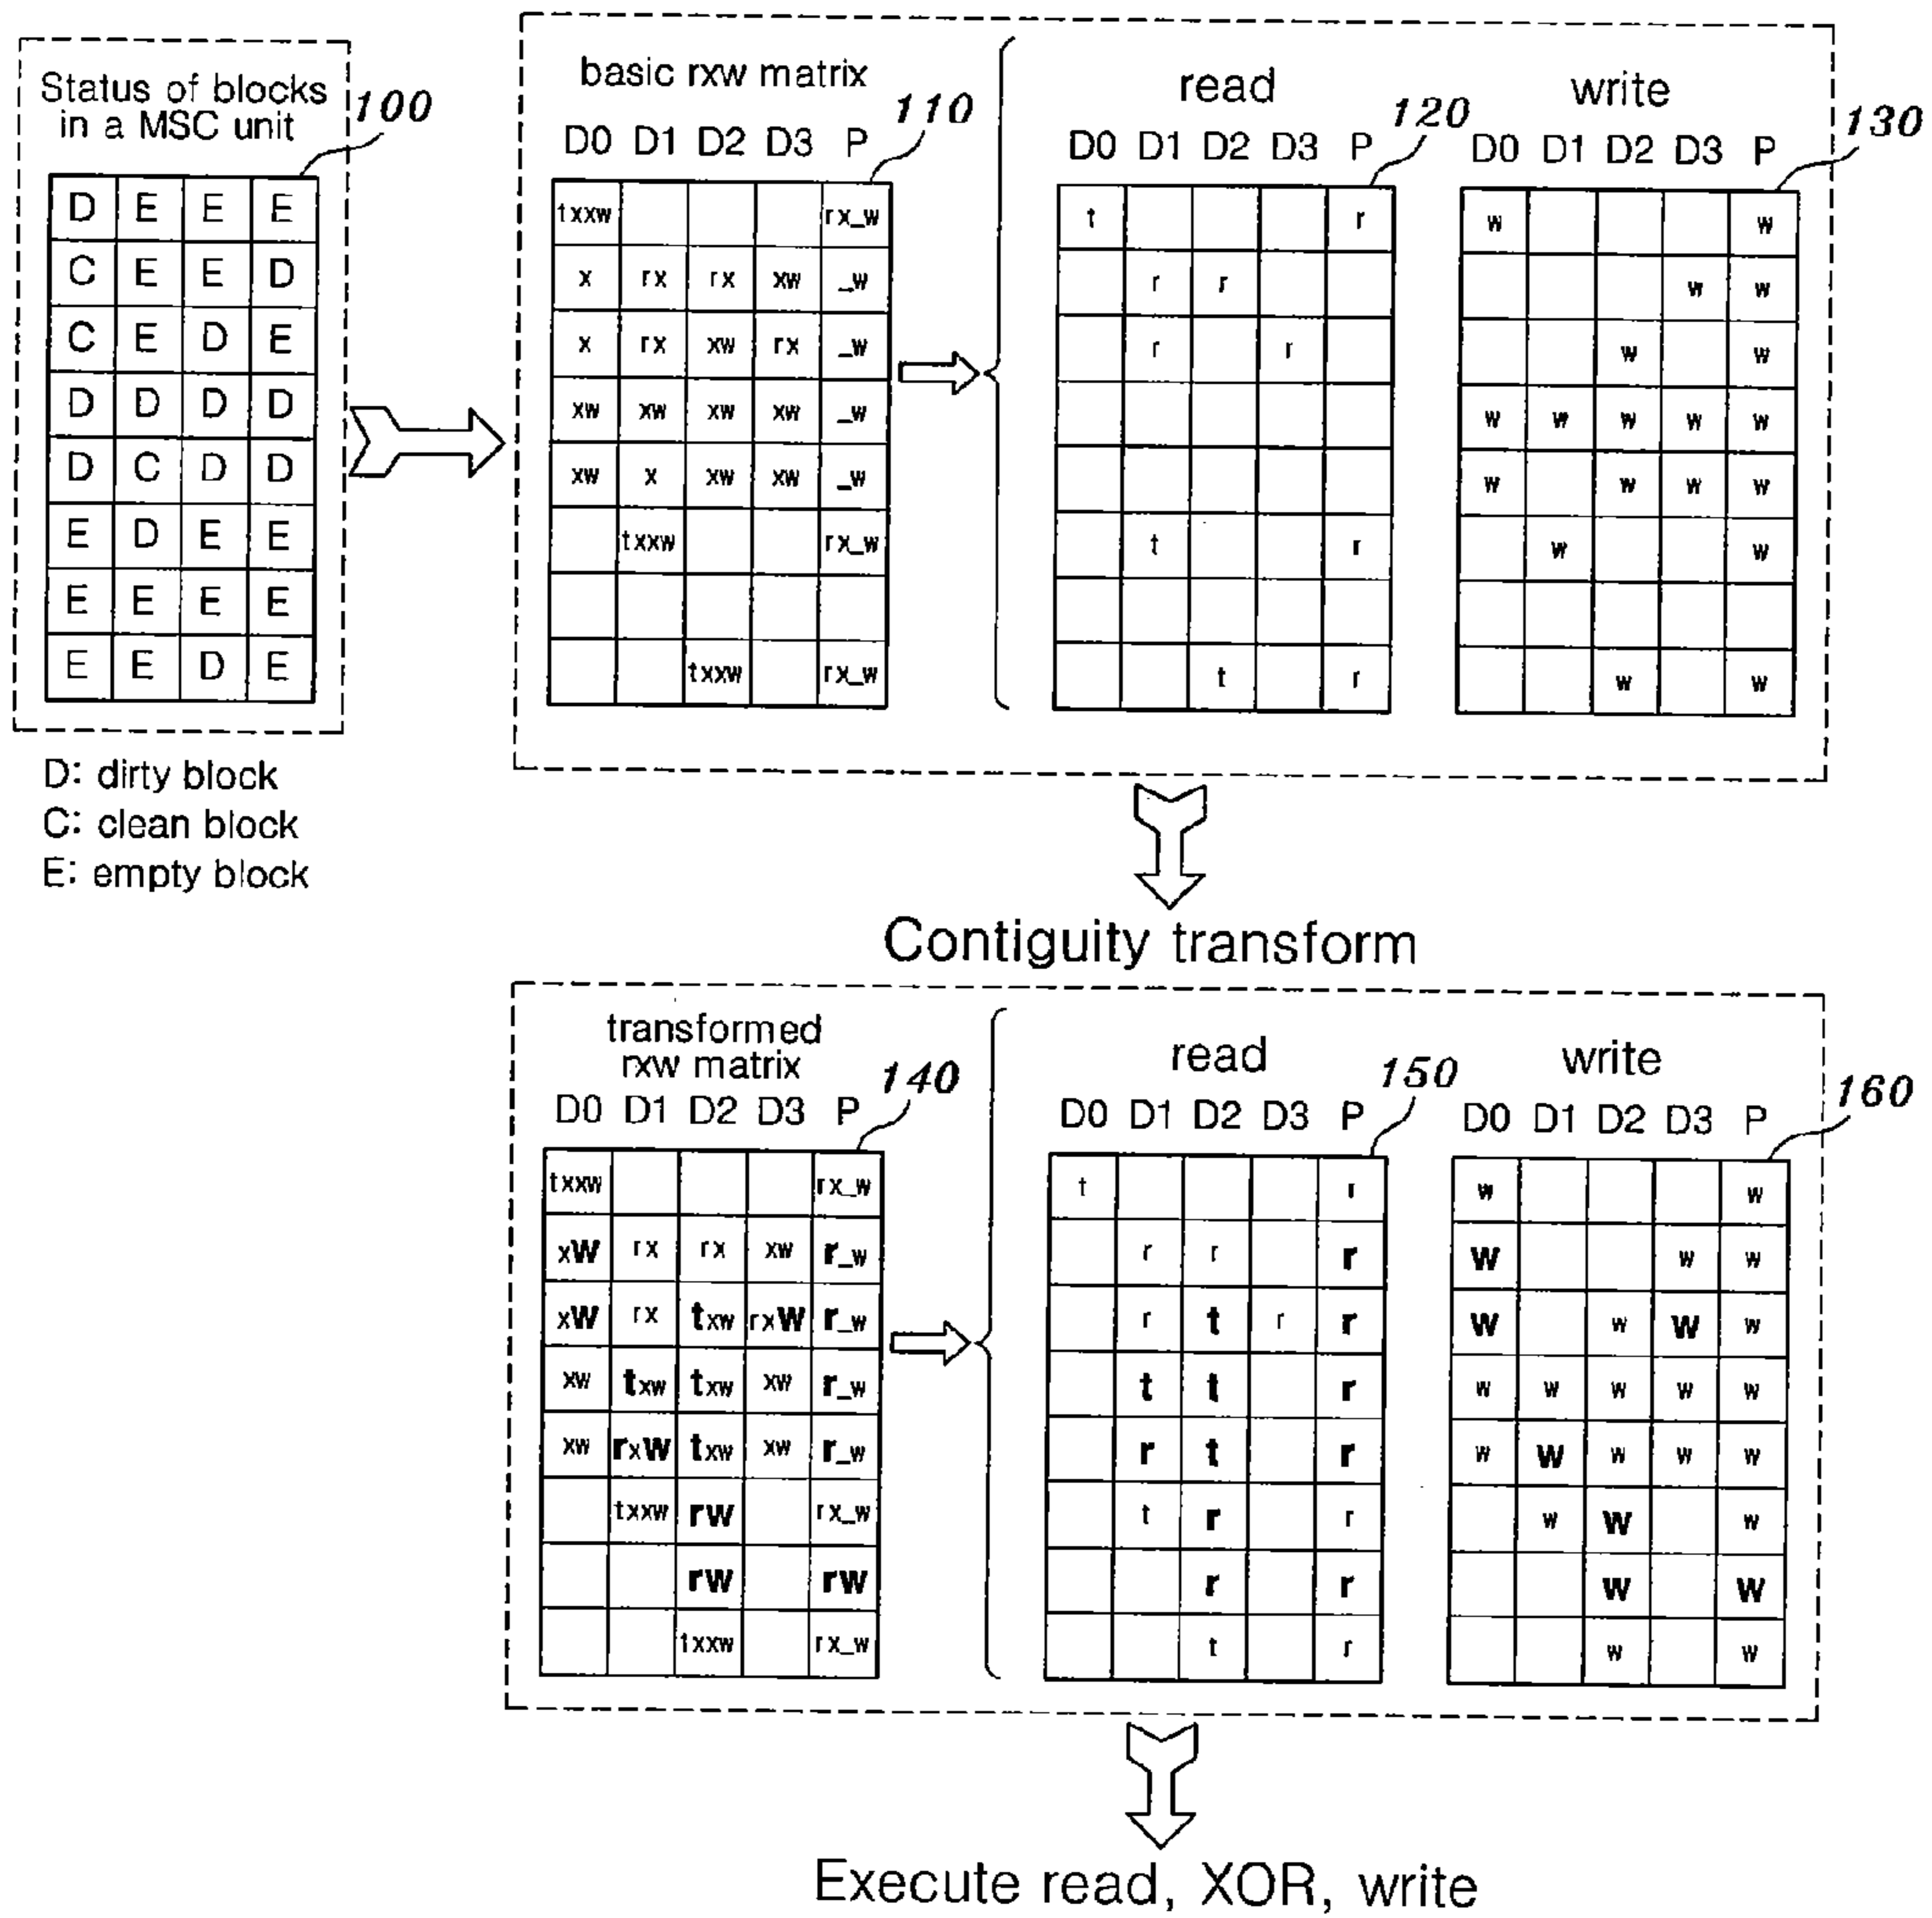 Status of blocks
in a MSC unit
100
D E E E
C E E D
C E D E
D D D D
D C D D
E D E E
E E E E
E E D E
D: dirty block
C: clean block
E: empty block
basic rxw matrix
110
D0 D1 D2 D3 P
txxw rx_w
x rx rx xw _w
x rx xw rx _w
xw xw xw xw _w
xw x xw xw _w
txxw rx_w
txxw rx_w
read
120
D0 D1 D2 D3 P
t r
r r
r r
t r
t r
write
130
D0 D1 D2 D3 P
w w
w w
w w
w w w w w
w w w w
w w
w w
Contiguity transform
transformed
rxw matrix
140
D0 D1 D2 D3 P
txxw rx_w
xw rx rx xw r_w
xw rx txw rxw r_w
xw txw txw xw r_w
xw rxw txw xw r_w
txxw rw rx_w
rw rw
txxw rx_w
read
150
D0 D1 D2 D3 P
t r
r r r
r t r r
t t r
r t r
t r r
r r
t r
write
160
D0 D1 D2 D3 P
w w
w w w
w w w w
w w w w w
w w w w w
w w w
w w
w w
Execute read, XOR, write